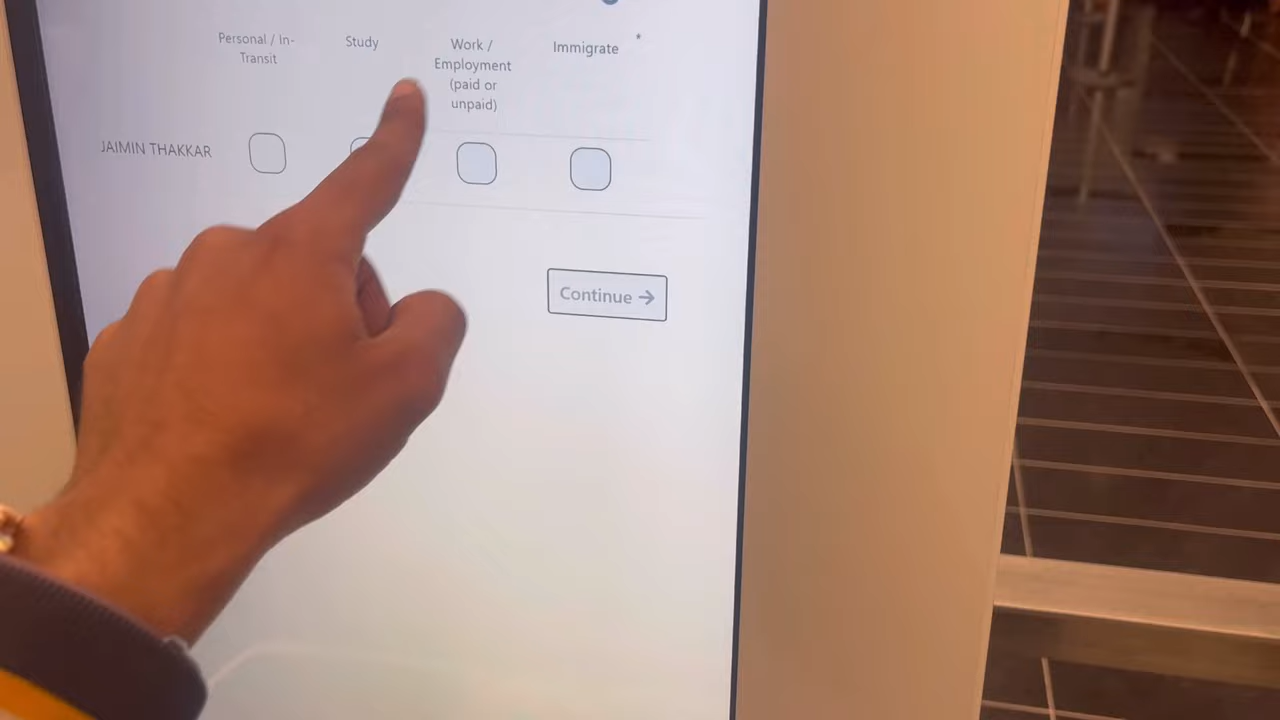 Personal / In-
Transit
Study
Work /
Employment
(paid or
unpaid)
Immigrate *
JAIMIN THAKKAR
Continue →